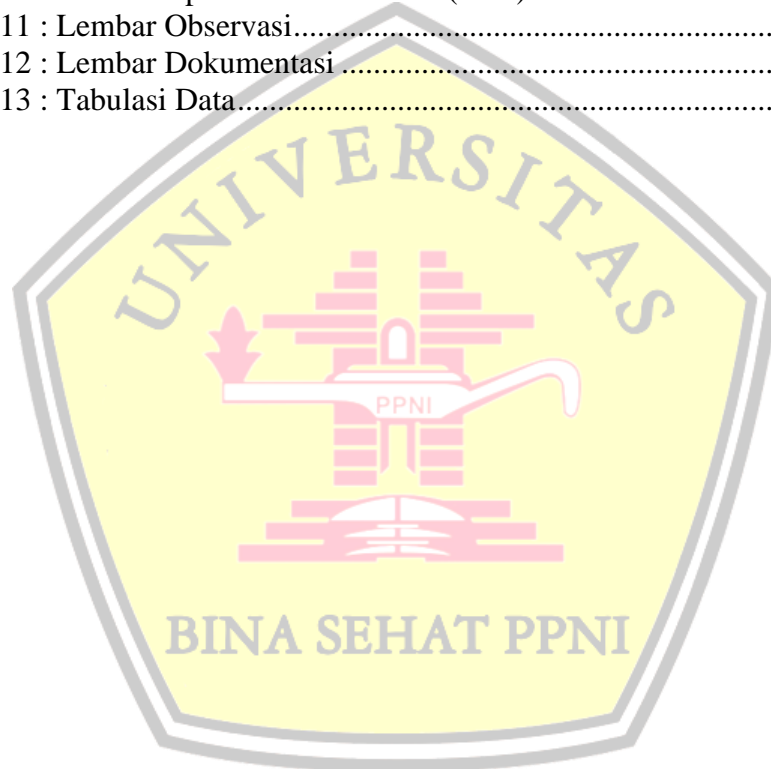 11 : Lembar Observasi............................................................
12 : Lembar Dokumentasi......................................................
13 : Tabulasi Data...................................................................
UNIVERSITAS
PPNI
BINA SEHAT PPNI